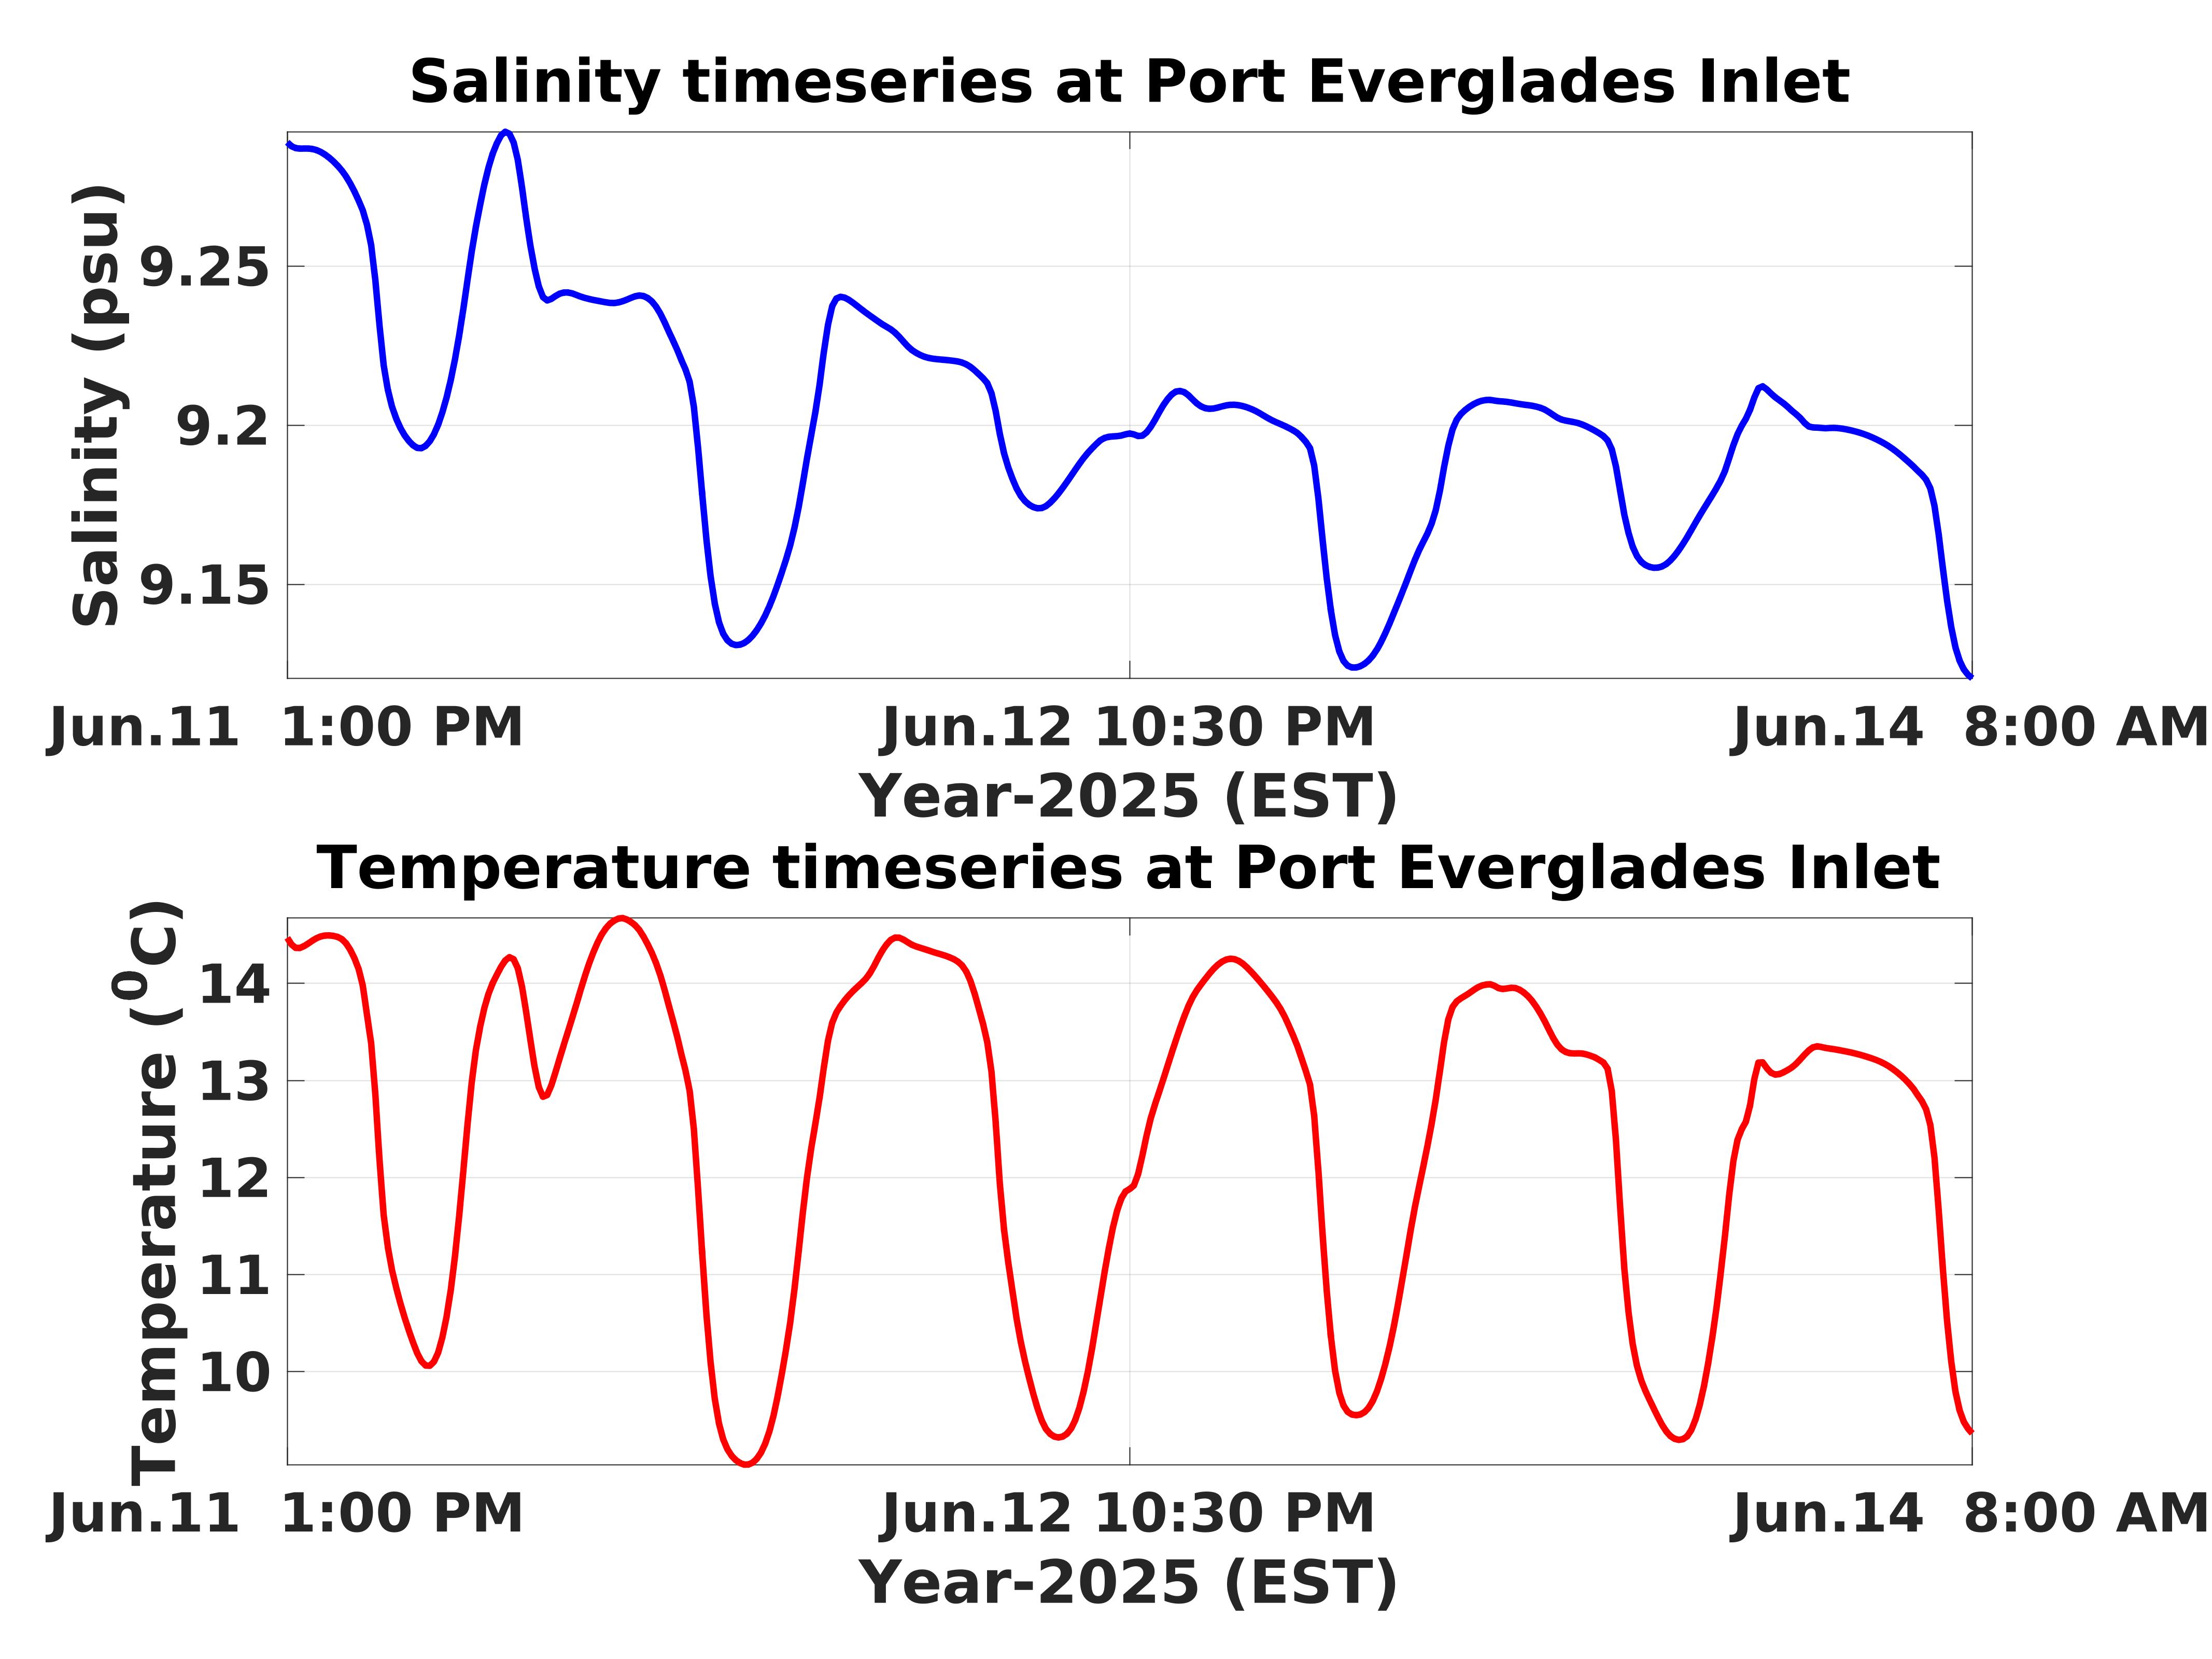 Salinity timeseries at Port Everglades Inlet
Salinity (psu)
9.25
9.2
9.15
Jun.11  1:00 PM
Jun.12 10:30 PM
Jun.14  8:00 AM
Year-2025 (EST)
Temperature timeseries at Port Everglades Inlet
Temperature (⁰C)
14
13
12
11
10
Jun.11  1:00 PM
Jun.12 10:30 PM
Jun.14  8:00 AM
Year-2025 (EST)